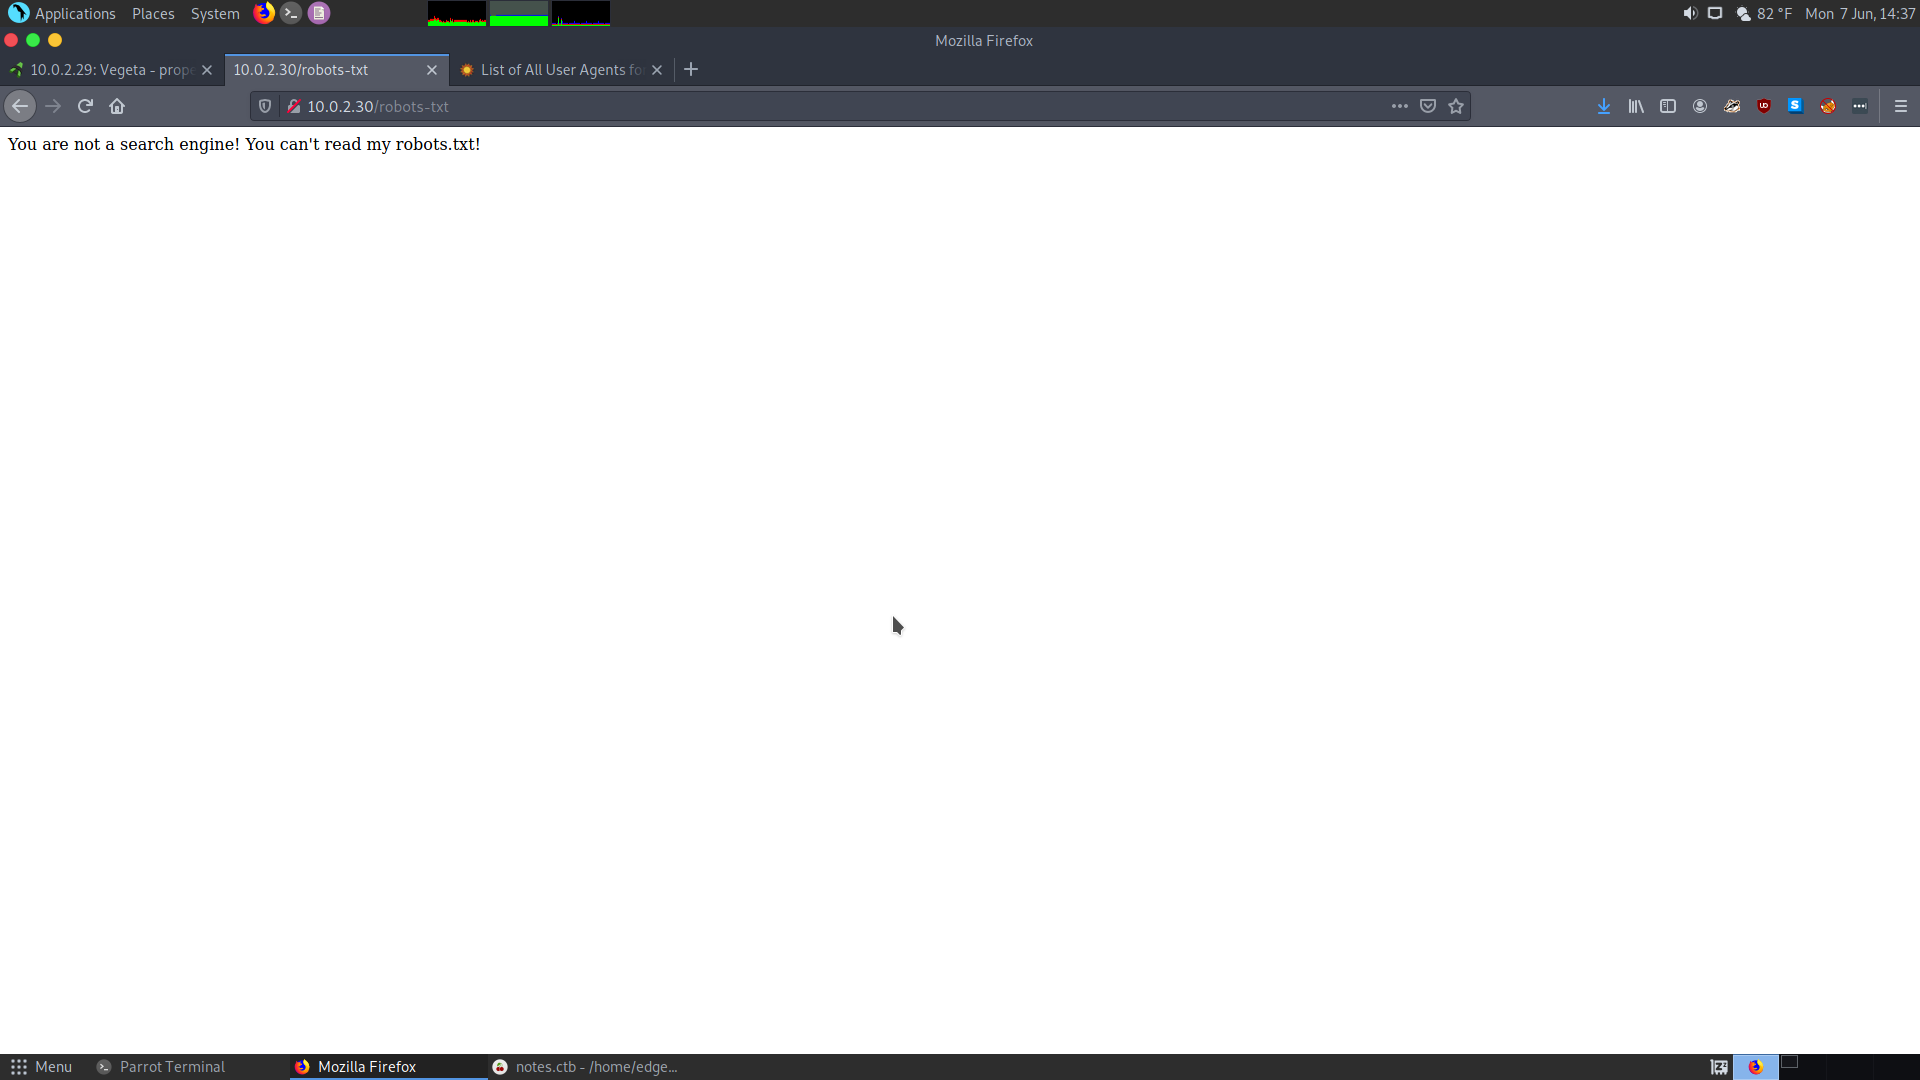 Applications Places System 82 °F Mon 7 Jun, 14:37
Mozilla Firefox
10.0.2.29: Vegeta - prope 10.0.2.30/robots-txt List of All User Agents fo
10.0.2.30/robots-txt
You are not a search engine! You can't read my robots.txt!
Menu Parrot Terminal Mozilla Firefox notes.ctb - /home/edge...